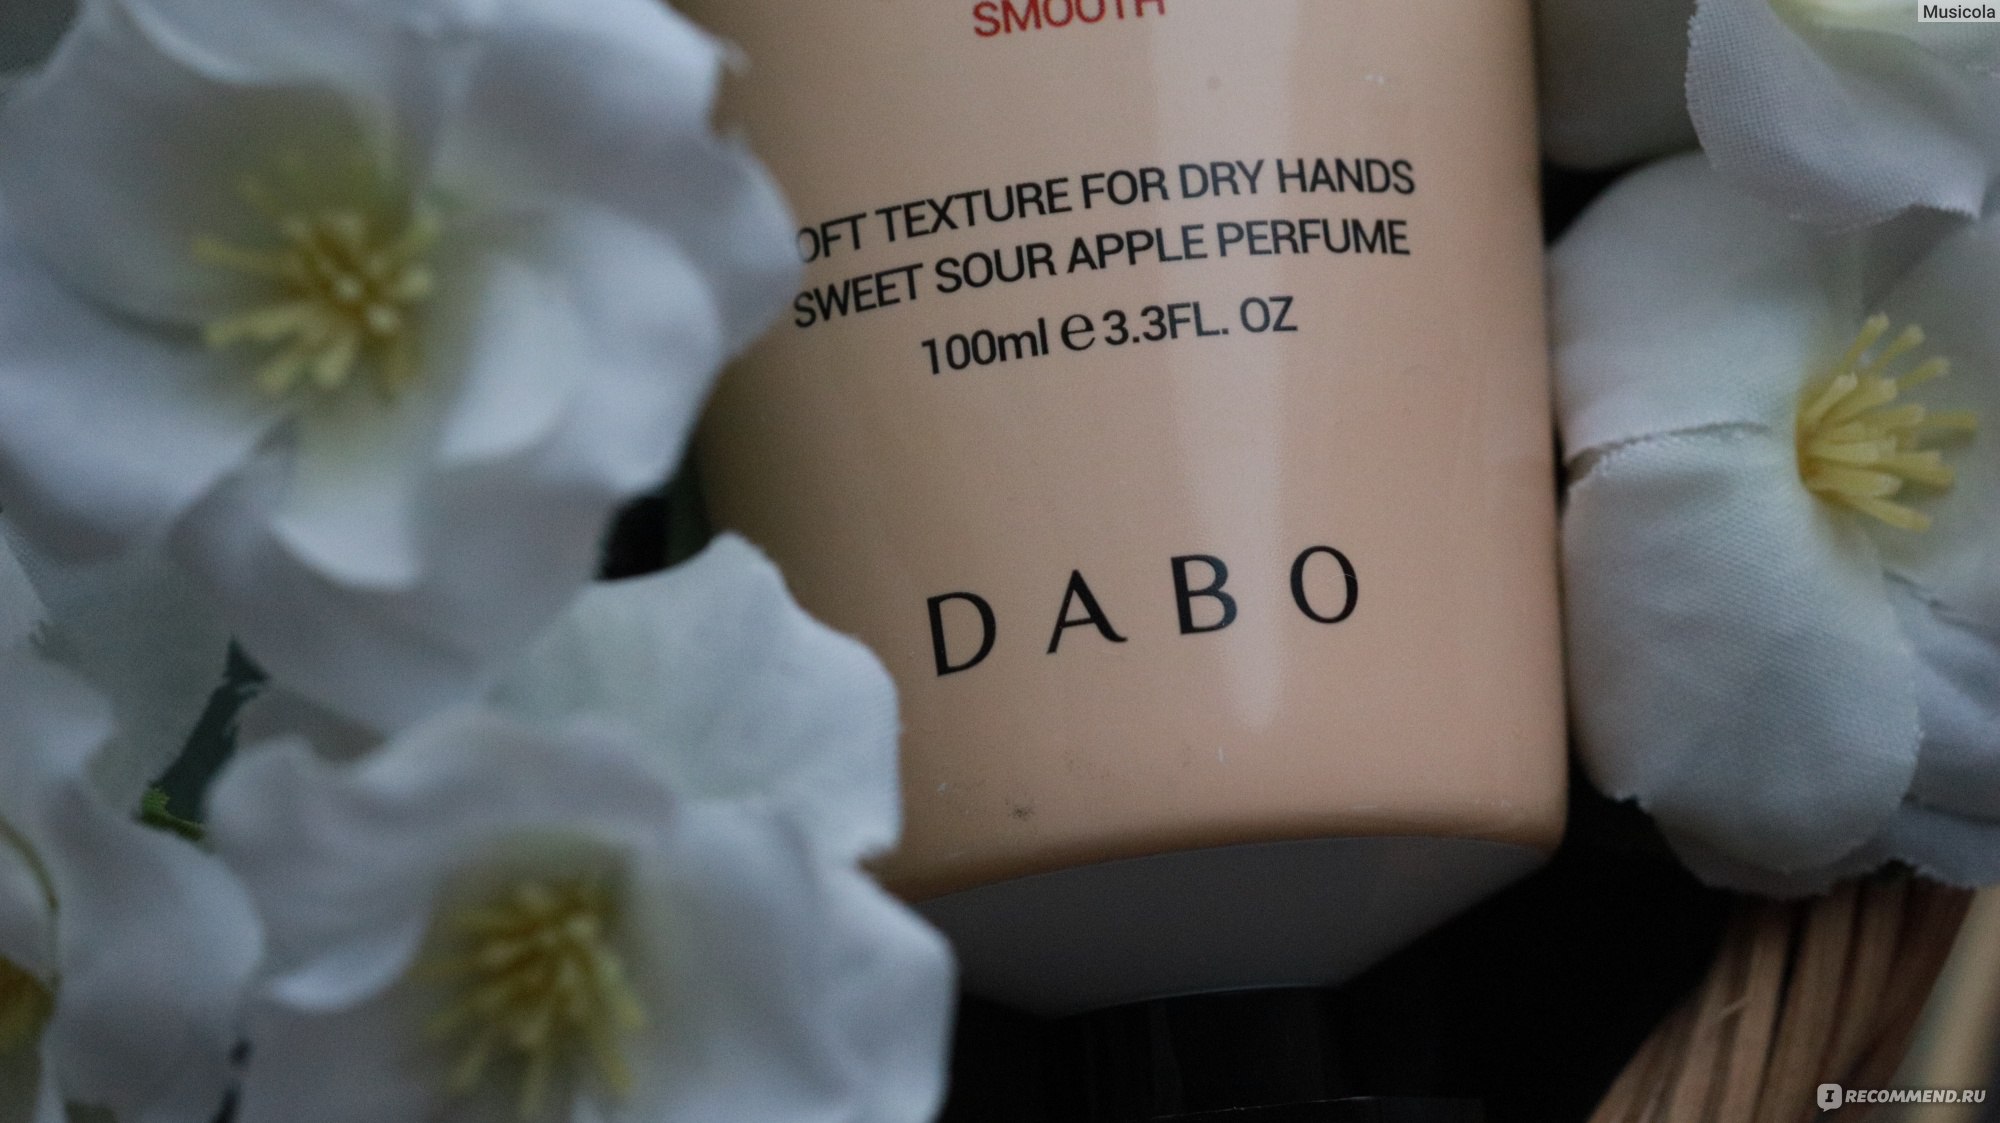 Musicola
SMOOTH
OFT TEXTURE FOR DRY HANDS
SWEET SOUR APPLE PERFUME
100ml ℮ 3.3FL. OZ
DABO
I RECOMMEND.RU